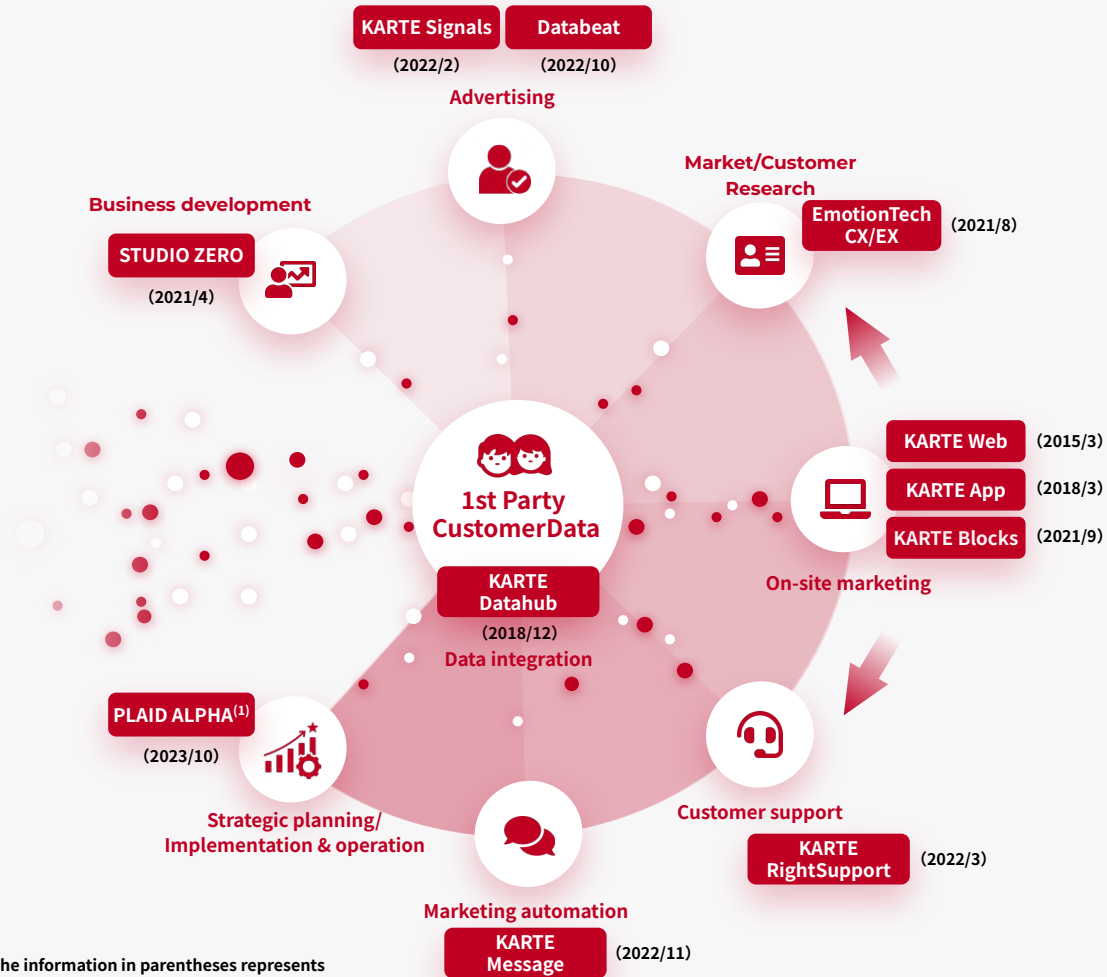 KARTE Signals
Databeat
（2022/2）
（2022/10）
Advertising
Market/Customer
Research
EmotionTech
CX/EX
（2021/8）
Business development
STUDIO ZERO
（2021/4）
KARTE Web
（2015/3）
KARTE App
（2018/3）
KARTE Blocks
（2021/9）
On-site marketing
1st Party
CustomerData
KARTE
Datahub
（2018/12）
Data integration
PLAID ALPHA(1)
（2023/10）
Strategic planning/
Implementation & operation
Customer support
KARTE
RightSupport
（2022/3）
Marketing automation
KARTE
Message
（2022/11）
he information in parentheses represents